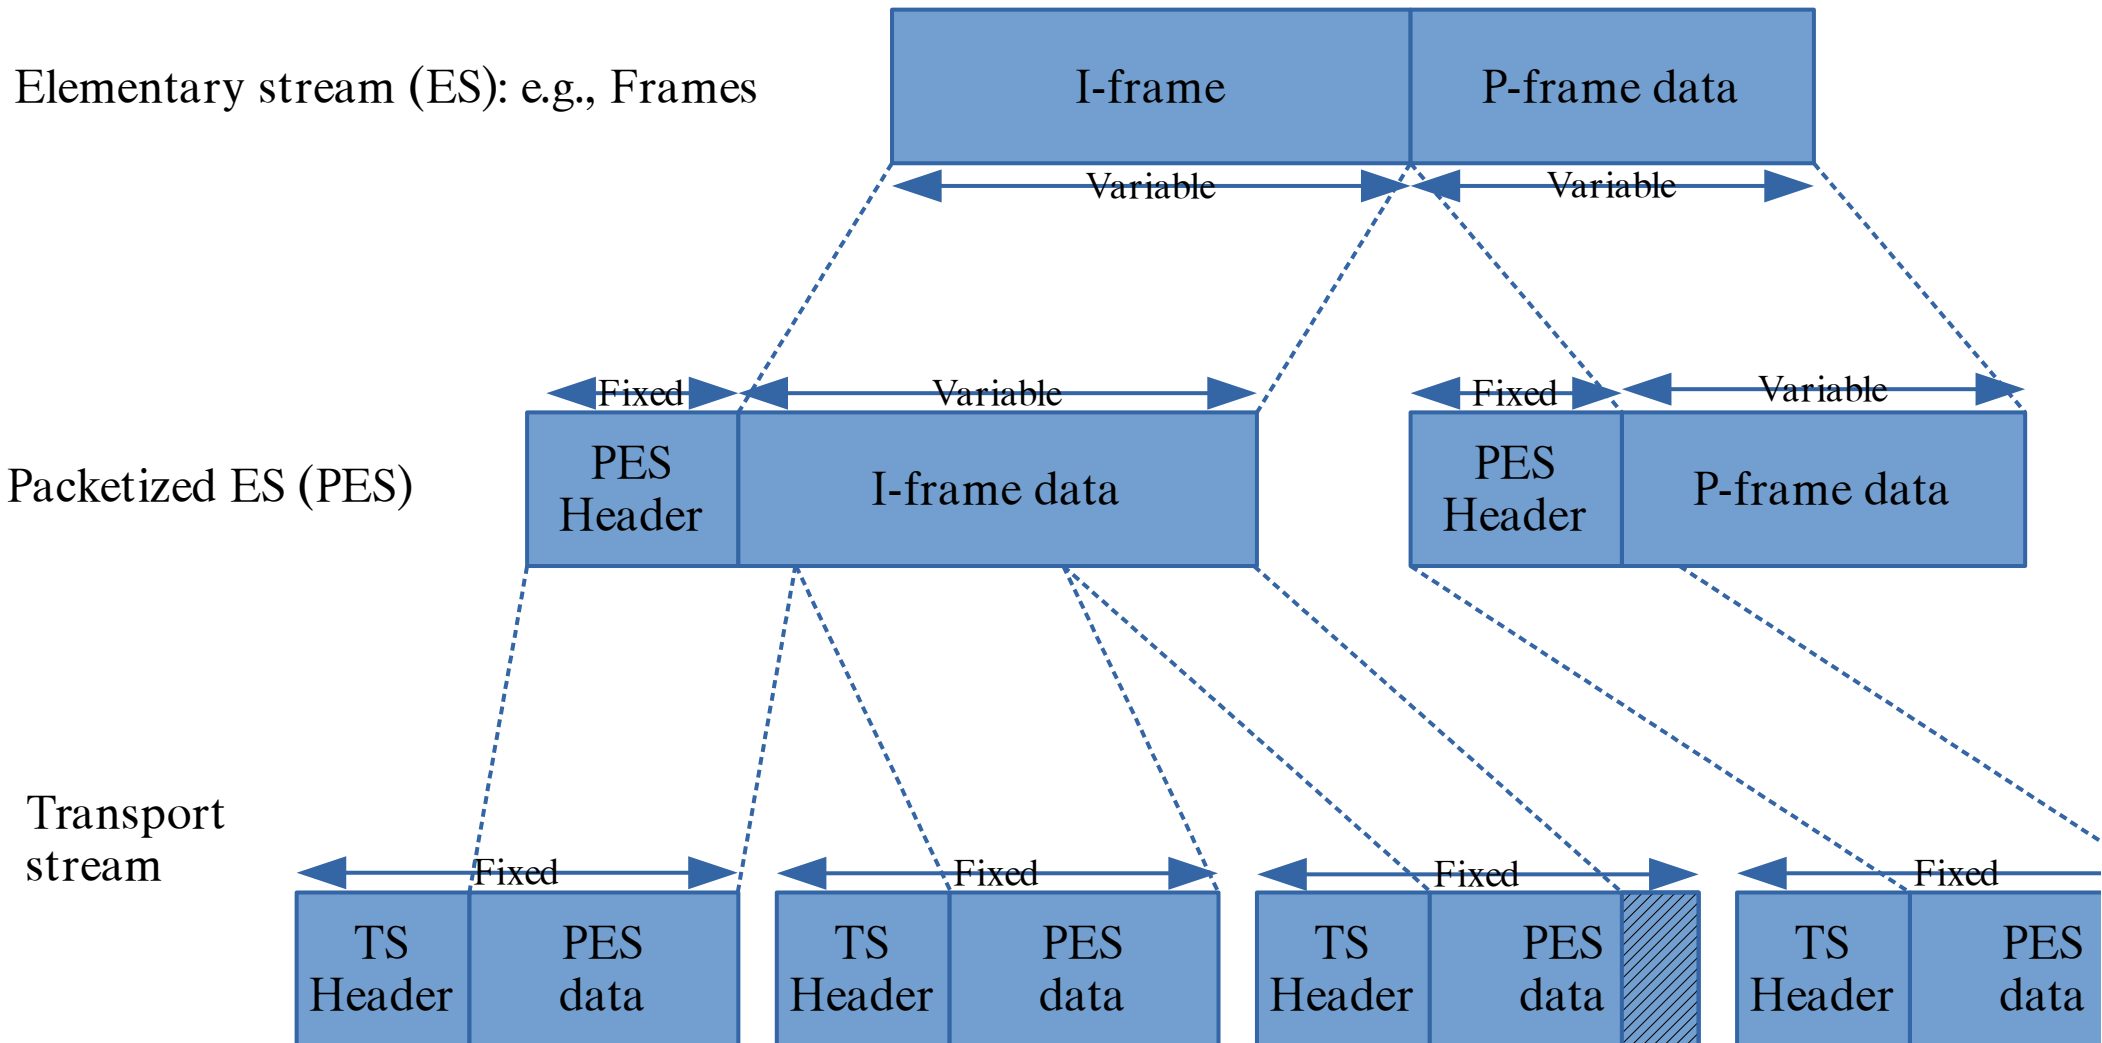 Elementary stream (ES): e.g., Frames
I-frame
P-frame data
Variable
Variable
Fixed
Variable
Fixed
Variable
Packetized ES (PES)
PES
Header
I-frame data
PES
Header
P-frame data
Transport
stream
Fixed
Fixed
Fixed
Fixed
TS
Header
PES
data
TS
Header
PES
data
TS
Header
PES
data
TS
Header
PES
data